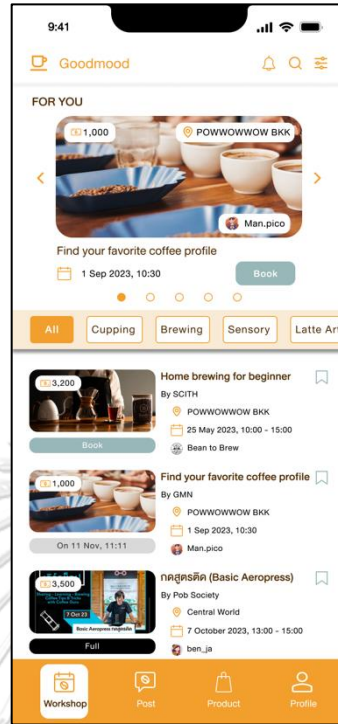 9:41
Goodmood
FOR YOU
1,000
POWWOWWOW BKK
Man.pico
Find your favorite coffee profile
1 Sep 2023, 10:30
Book
All
Cupping
Brewing
Sensory
Latte Art
3,200
Book
Home brewing for beginner
By SCITH
POWWOWWOW BKK
25 May 2023, 10:00 - 15:00
Bean to Brew
1,000
On 11 Nov, 11:11
Find your favorite coffee profile
By GMN
POWWOWWOW BKK
1 Sep 2023, 10:30
Man.pico
3,500
7 Oct 23
Full
กดสูตรติด (Basic Aeropress)
By Pob Society
Central World
7 October 2023, 13:00 - 15:00
ben_ja
Workshop
Post
Product
Profile